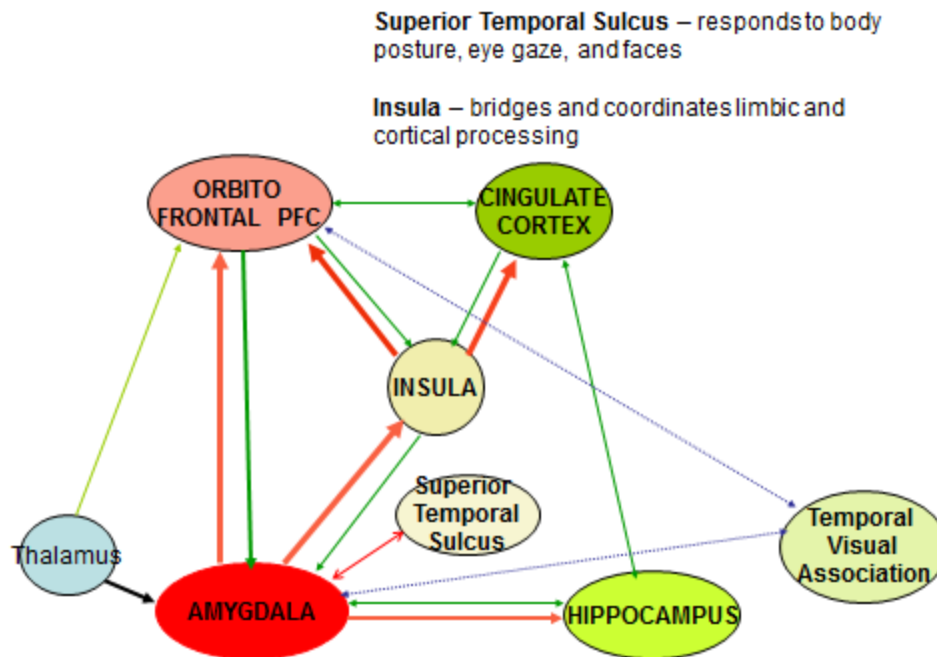 Superior Temporal Sulcus – responds to body
posture, eye gaze, and faces
Insula – bridges and coordinates limbic and
cortical processing
ORBITO
FRONTAL PFC
CINGULATE
CORTEX
INSULA
Superior
Temporal
Sulcus
Temporal
Visual
Association
Thalamus
AMYGDALA
HIPPOCAMPUS